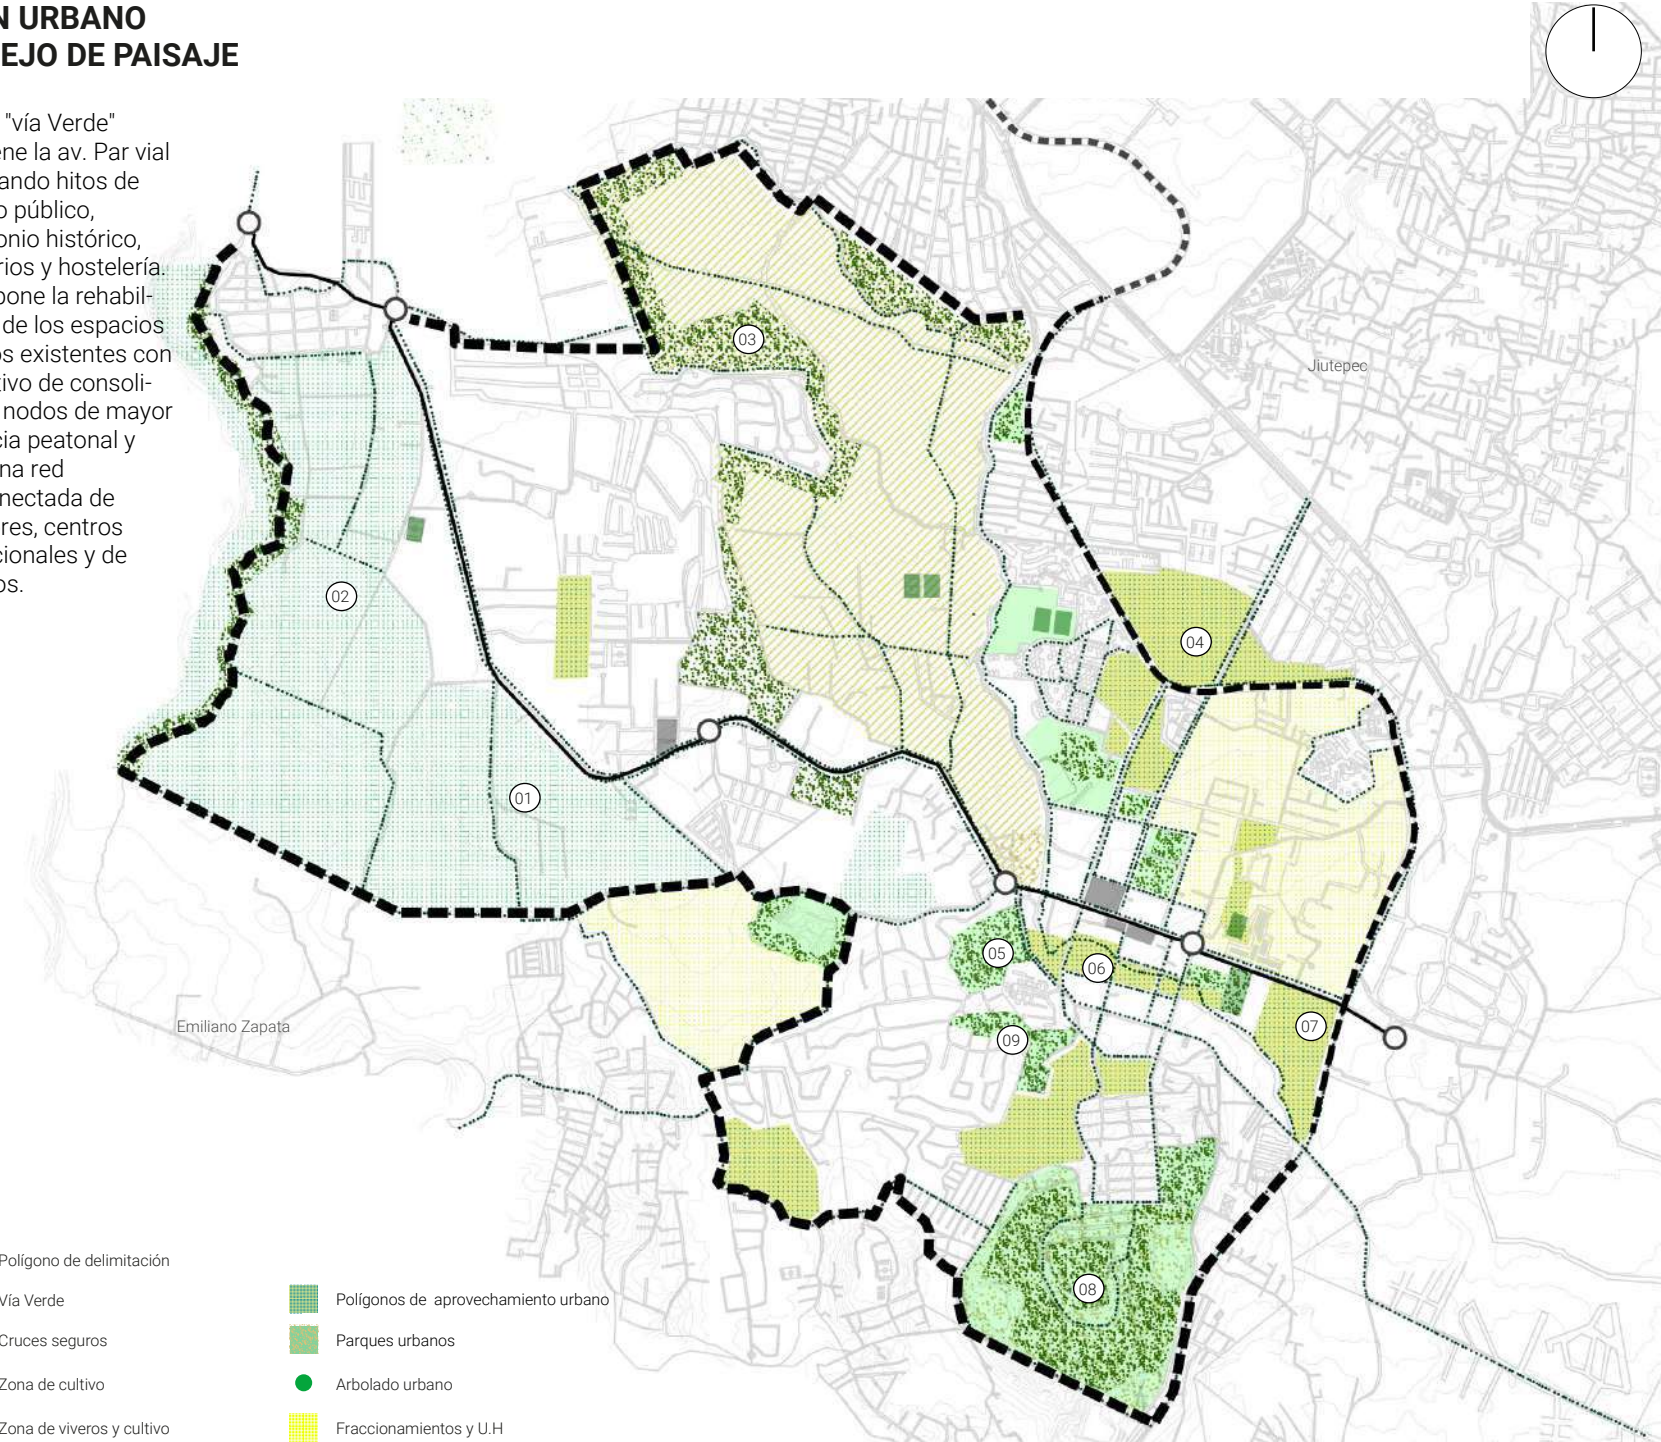 N URBANO
EJO DE PAISAJE
"vía Verde"
ene la av. Par vial
ando hitos de
o público,
onio histórico,
rios y hostelería.
pone la rehabil-
de los espacios
os existentes con
tivo de consoli-
nodos de mayor
cia peatonal y
na red
nectada de
res, centros
cionales y de
os.
03
Jiutepec
02
04
01
05
06
07
09
Emiliano Zapata
08
Polígono de delimitación
Vía Verde
Cruces seguros
Zona de cultivo
Zona de viveros y cultivo
Polígonos de aprovechamiento urbano
Parques urbanos
Arbolado urbano
Fraccionamientos y U.H